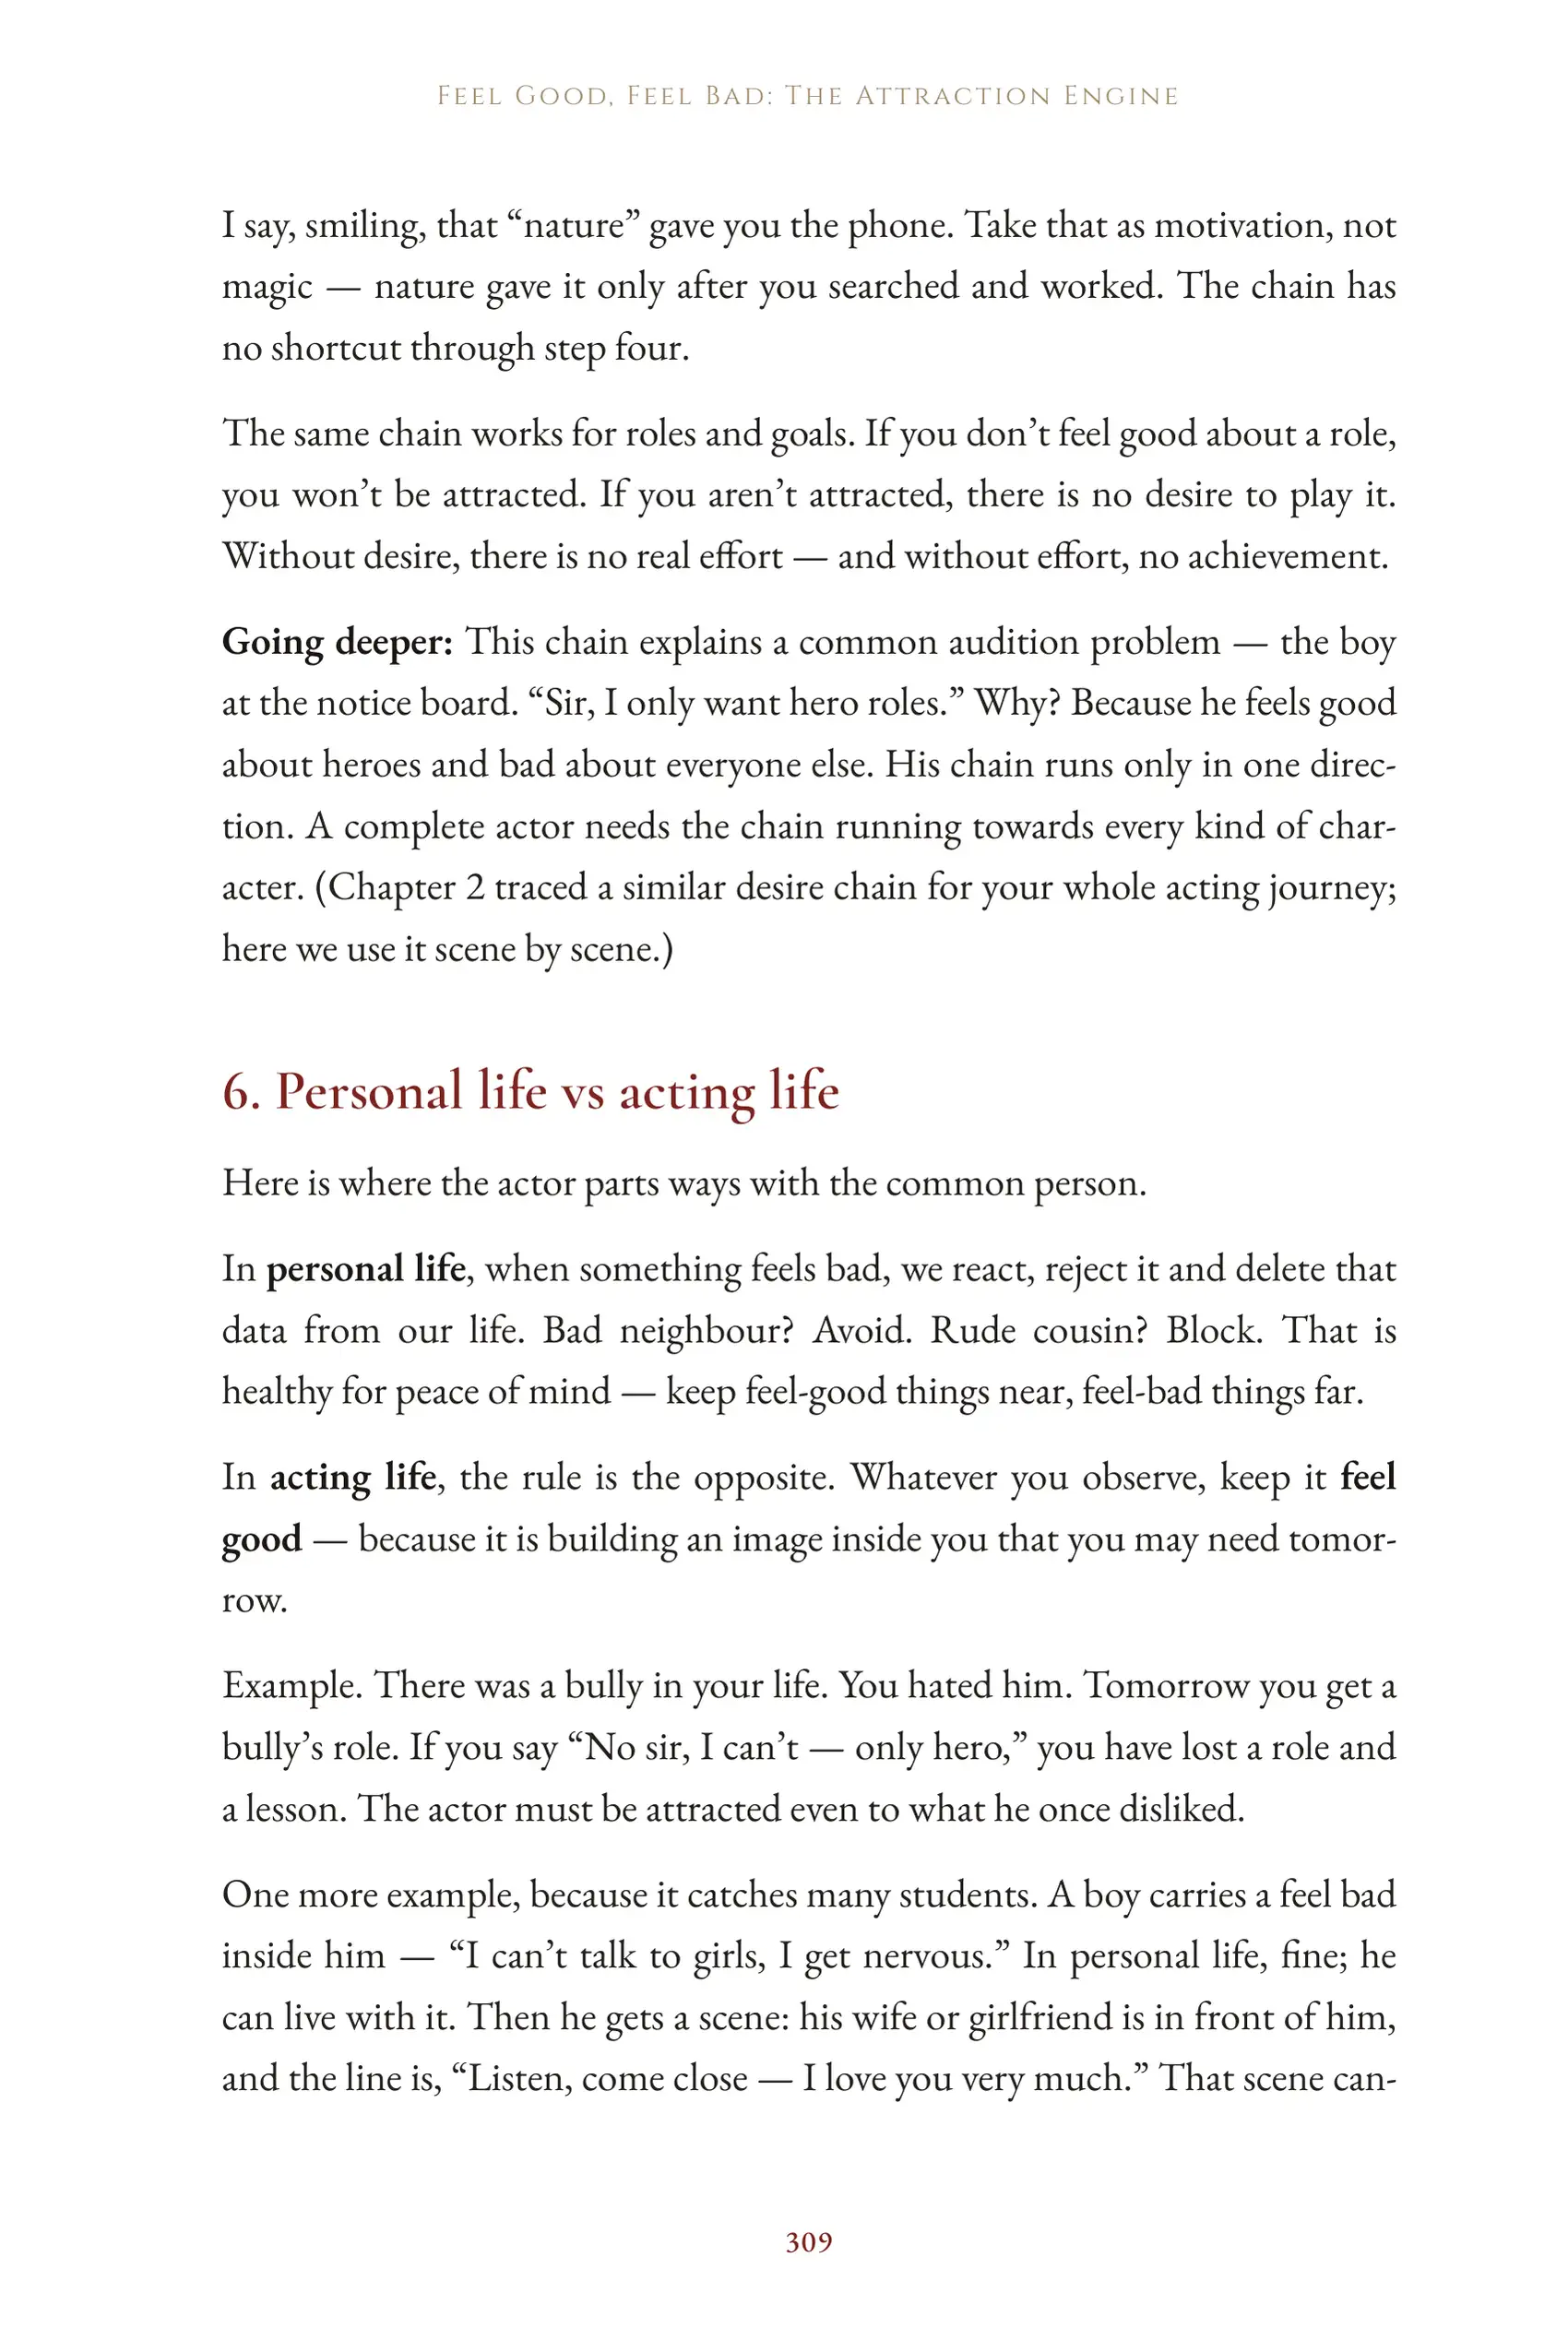 FEEL GOOD, FEEL BAD: THE ATTRACTION ENGINE
I say, smiling, that “nature” gave you the phone. Take that as motivation, not
magic — nature gave it only after you searched and worked. The chain has
no shortcut through step four.
The same chain works for roles and goals. If you don’t feel good about a role,
you won’t be attracted. If you aren’t attracted, there is no desire to play it.
Without desire, there is no real effort — and without effort, no achievement.
Going deeper: This chain explains a common audition problem — the boy
at the notice board. “Sir, I only want hero roles.” Why? Because he feels good
about heroes and bad about everyone else. His chain runs only in one direc-
tion. A complete actor needs the chain running towards every kind of char-
acter. (Chapter 2 traced a similar desire chain for your whole acting journey;
here we use it scene by scene.)
6. Personal life vs acting life
Here is where the actor parts ways with the common person.
In personal life, when something feels bad, we react, reject it and delete that
data from our life. Bad neighbour? Avoid. Rude cousin? Block. That is
healthy for peace of mind — keep feel-good things near, feel-bad things far.
In acting life, the rule is the opposite. Whatever you observe, keep it feel
good — because it is building an image inside you that you may need tomor-
row.
Example. There was a bully in your life. You hated him. Tomorrow you get a
bully’s role. If you say “No sir, I can’t — only hero,” you have lost a role and
a lesson. The actor must be attracted even to what he once disliked.
One more example, because it catches many students. A boy carries a feel bad
inside him — “I can’t talk to girls, I get nervous.” In personal life, fine; he
can live with it. Then he gets a scene: his wife or girlfriend is in front of him,
and the line is, “Listen, come close — I love you very much.” That scene can-
309